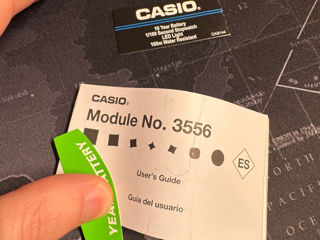 CASIO
10 Year Battery
1/100 Second Stopwatch
LED Light
100m Water Resistant
CASIO
Module No. 3556
ES
User's Guide
Guía del usuario
YEAR BATTERY
PACIFIC